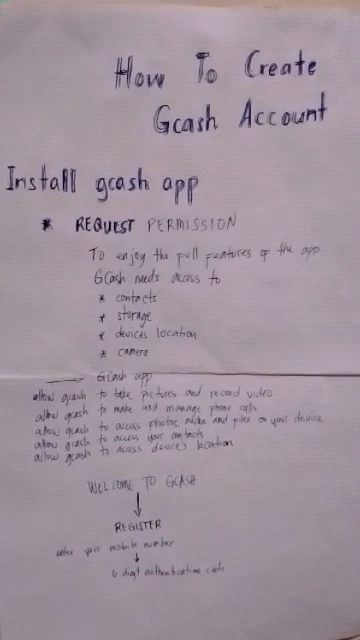 How To Create
Gcash Account
Install gcash app
* REQUEST PERMISSION
To enjoy the full features of the app
GCash needs access to
* contacts
* storage
* devices location
* camera
→ GCash app
allow gcash to take pictures and record video
allow gcash to make and manage phone calls
allow gcash to access photos, media and files on your device
allow gcash to access your contacts
allow gcash to access device's location
WELCOME TO GCASH
↓
REGISTER
enter your mobile number
↓
6 digit authentication code